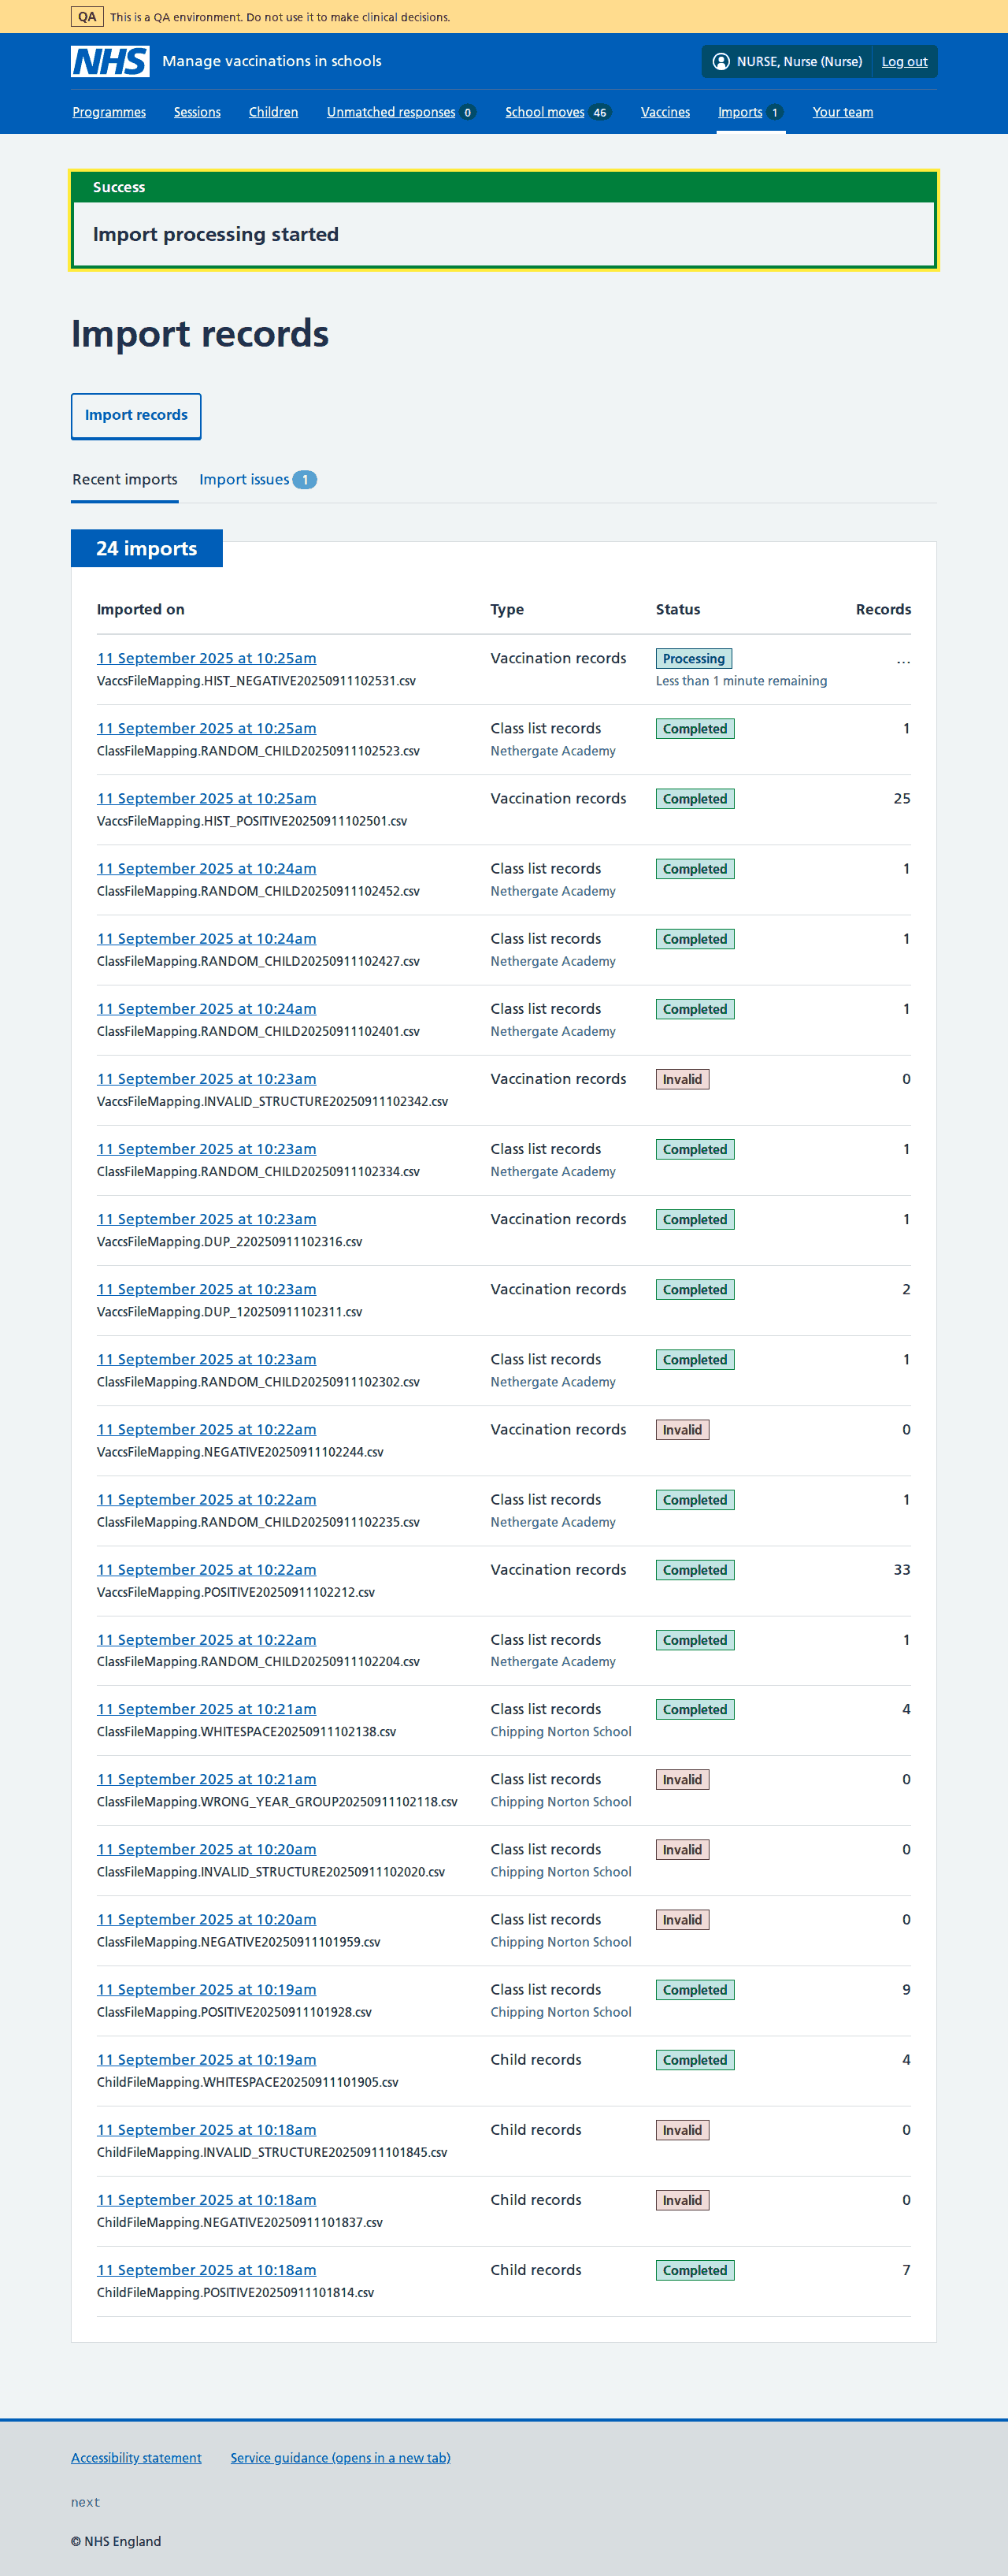 QA This is a QA environment. Do not use it to make clinical decisions.
NHS Manage vaccinations in schools NURSE, Nurse (Nurse) Log out
Programmes Sessions Children Unmatched responses 0 School moves 46 Vaccines Imports 1 Your team
Success
Import processing started
Import records
Import records
Recent imports Import issues 1
24 imports
Imported on Type Status Records
11 September 2025 at 10:25am Vaccination records Processing ...
VaccsFileMapping.HIST_NEGATIVE20250911102531.csv Less than 1 minute remaining
11 September 2025 at 10:25am Class list records Completed 1
ClassFileMapping.RANDOM_CHILD20250911102523.csv Nethergate Academy
11 September 2025 at 10:25am Vaccination records Completed 25
VaccsFileMapping.HIST_POSITIVE20250911102501.csv
11 September 2025 at 10:24am Class list records Completed 1
ClassFileMapping.RANDOM_CHILD20250911102452.csv Nethergate Academy
11 September 2025 at 10:24am Class list records Completed 1
ClassFileMapping.RANDOM_CHILD20250911102427.csv Nethergate Academy
11 September 2025 at 10:24am Class list records Completed 1
ClassFileMapping.RANDOM_CHILD20250911102401.csv Nethergate Academy
11 September 2025 at 10:23am Vaccination records Invalid 0
VaccsFileMapping.INVALID_STRUCTURE20250911102342.csv
11 September 2025 at 10:23am Class list records Completed 1
ClassFileMapping.RANDOM_CHILD20250911102334.csv Nethergate Academy
11 September 2025 at 10:23am Vaccination records Completed 1
VaccsFileMapping.DUP_220250911102316.csv
11 September 2025 at 10:23am Vaccination records Completed 2
VaccsFileMapping.DUP_120250911102311.csv
11 September 2025 at 10:23am Class list records Completed 1
ClassFileMapping.RANDOM_CHILD20250911102302.csv Nethergate Academy
11 September 2025 at 10:22am Vaccination records Invalid 0
VaccsFileMapping.NEGATIVE20250911102244.csv
11 September 2025 at 10:22am Class list records Completed 1
ClassFileMapping.RANDOM_CHILD20250911102235.csv Nethergate Academy
11 September 2025 at 10:22am Vaccination records Completed 33
VaccsFileMapping.POSITIVE20250911102212.csv
11 September 2025 at 10:22am Class list records Completed 1
ClassFileMapping.RANDOM_CHILD20250911102204.csv Nethergate Academy
11 September 2025 at 10:21am Class list records Completed 4
ClassFileMapping.WHITESPACE20250911102138.csv Chipping Norton School
11 September 2025 at 10:21am Class list records Invalid 0
ClassFileMapping.WRONG_YEAR_GROUP20250911102118.csv Chipping Norton School
11 September 2025 at 10:20am Class list records Invalid 0
ClassFileMapping.INVALID_STRUCTURE20250911102020.csv Chipping Norton School
11 September 2025 at 10:20am Class list records Invalid 0
ClassFileMapping.NEGATIVE20250911101959.csv Chipping Norton School
11 September 2025 at 10:19am Class list records Completed 9
ClassFileMapping.POSITIVE20250911101928.csv Chipping Norton School
11 September 2025 at 10:19am Child records Completed 4
ChildFileMapping.WHITESPACE20250911101905.csv
11 September 2025 at 10:18am Child records Invalid 0
ChildFileMapping.INVALID_STRUCTURE20250911101845.csv
11 September 2025 at 10:18am Child records Invalid 0
ChildFileMapping.NEGATIVE20250911101837.csv
11 September 2025 at 10:18am Child records Completed 7
ChildFileMapping.POSITIVE20250911101814.csv
Accessibility statement Service guidance (opens in a new tab)
next
© NHS England